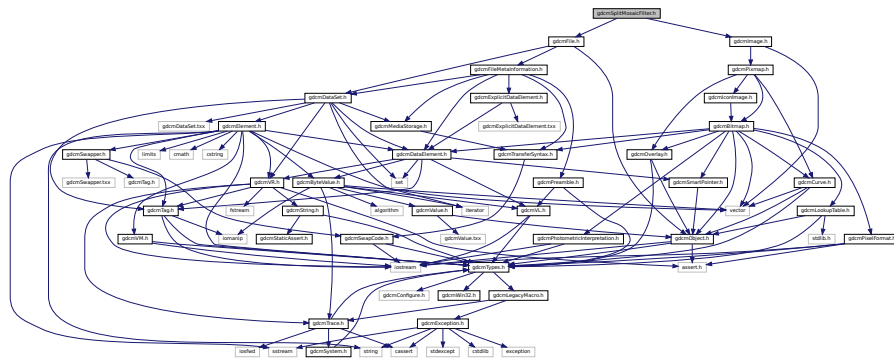 gdcmSplitMosaicFilter.h
gdcmFile.h
gdcmImage.h
gdcmFileMetaInformation.h
gdcmPixmap.h
gdcmDataSet.h
gdcmExplicitDataElement.h
gdcmIconImage.h
gdcmDataSet.txx
gdcmElement.h
gdcmMediaStorage.h
gdcmExplicitDataElement.txx
gdcmBitmap.h
gdcmSwapper.h
limits
cmath
cstring
gdcmDataElement.h
gdcmTransferSyntax.h
gdcmOverlay.h
gdcmSwapper.txx
gdcmTag.h
gdcmVR.h
gdcmByteValue.h
set
gdcmPreamble.h
gdcmSmartPointer.h
gdcmCurve.h
gdcmTag.h
fstream
gdcmString.h
algorithm
gdcmValue.h
iterator
gdcmVL.h
vector
gdcmLookupTable.h
gdcmVM.h
iomanip
gdcmStaticAssert.h
gdcmSwapCode.h
gdcmValue.txx
gdcmPhotometricInterpretation.h
gdcmObject.h
stdlib.h
gdcmPixelFormat.h
iostream
gdcmTypes.h
assert.h
gdcmConfigure.h
gdcmWin32.h
gdcmLegacyMacro.h
gdcmTrace.h
gdcmException.h
iosfwd
sstream
gdcmSystem.h
string
cassert
stdexcept
cstdlib
exception